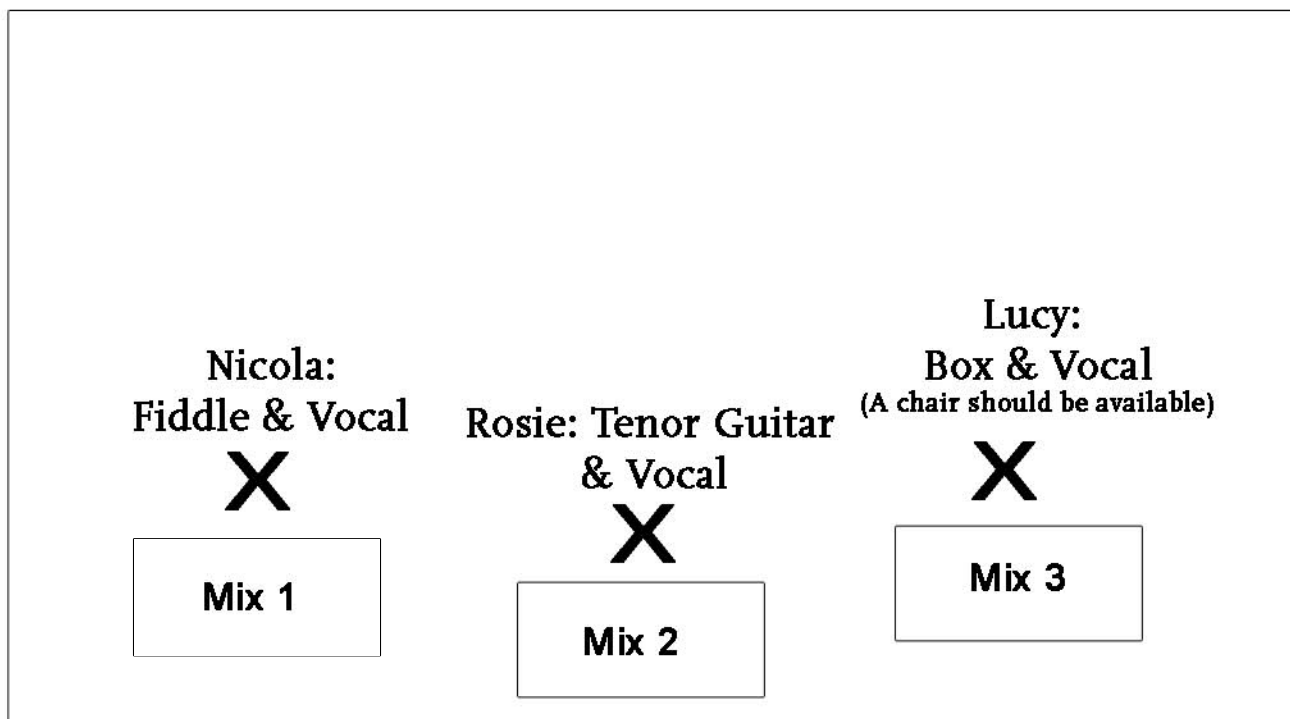 Nicola:
Fiddle & Vocal
X
Mix 1
Rosie: Tenor Guitar
& Vocal
X
Mix 2
Lucy:
Box & Vocal
(A chair should be available)
X
Mix 3